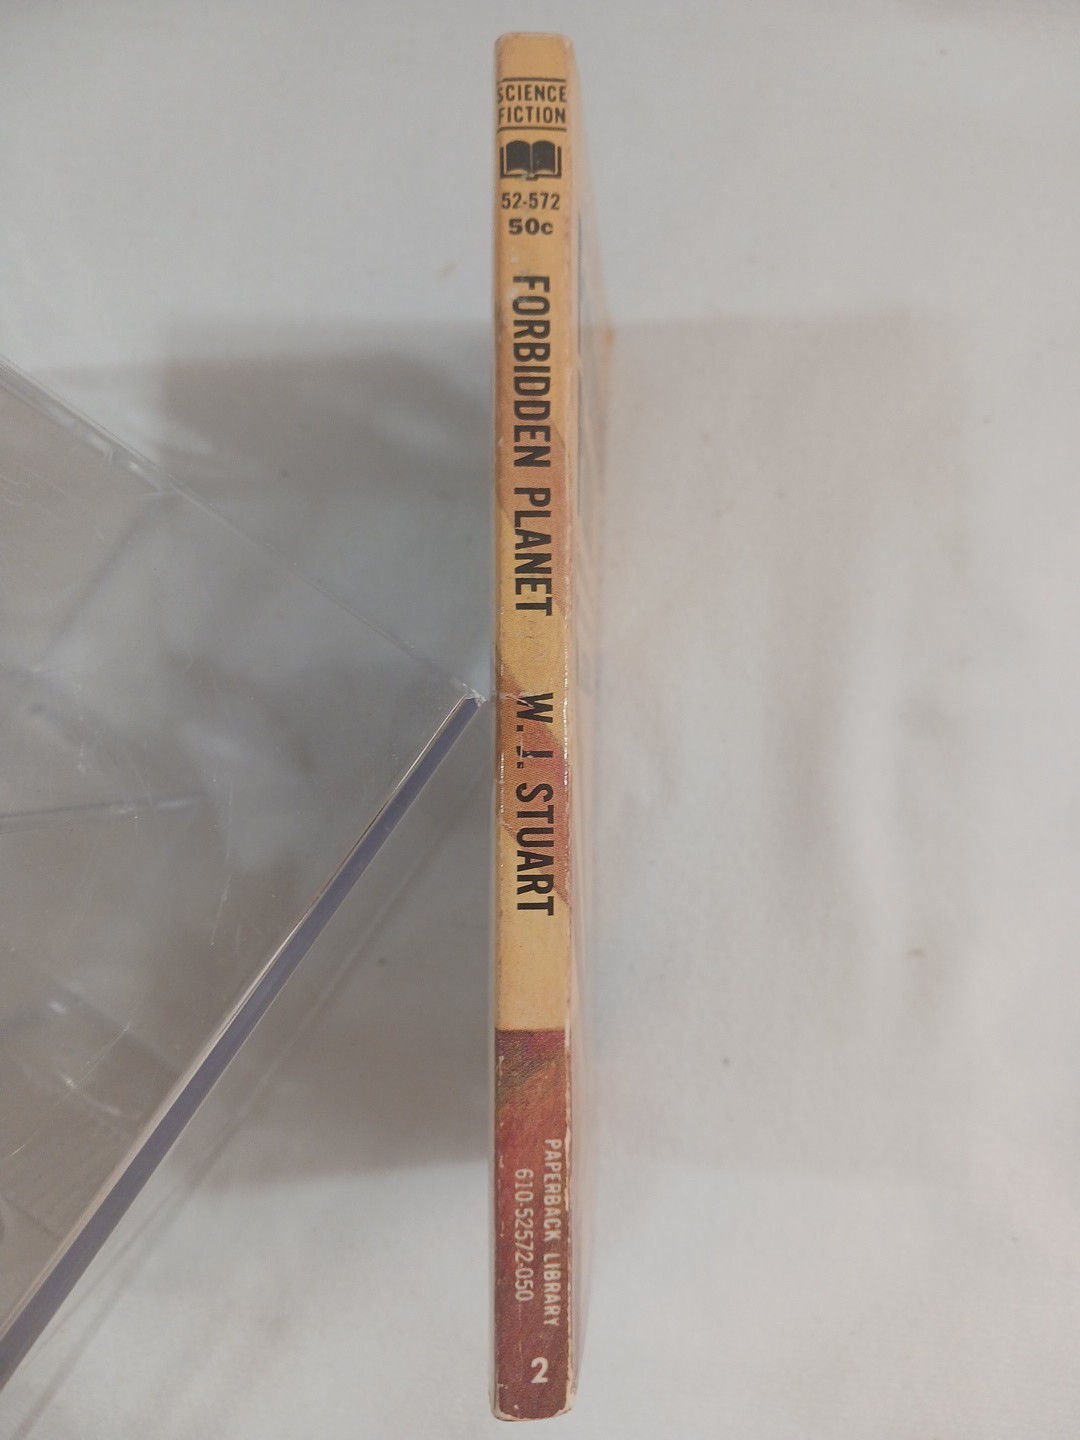 SCIENCE
FICTION
52-572
50c
FORBIDDEN PLANET W. J. STUART
PAPERBACK LIBRARY
610-52572-050
2